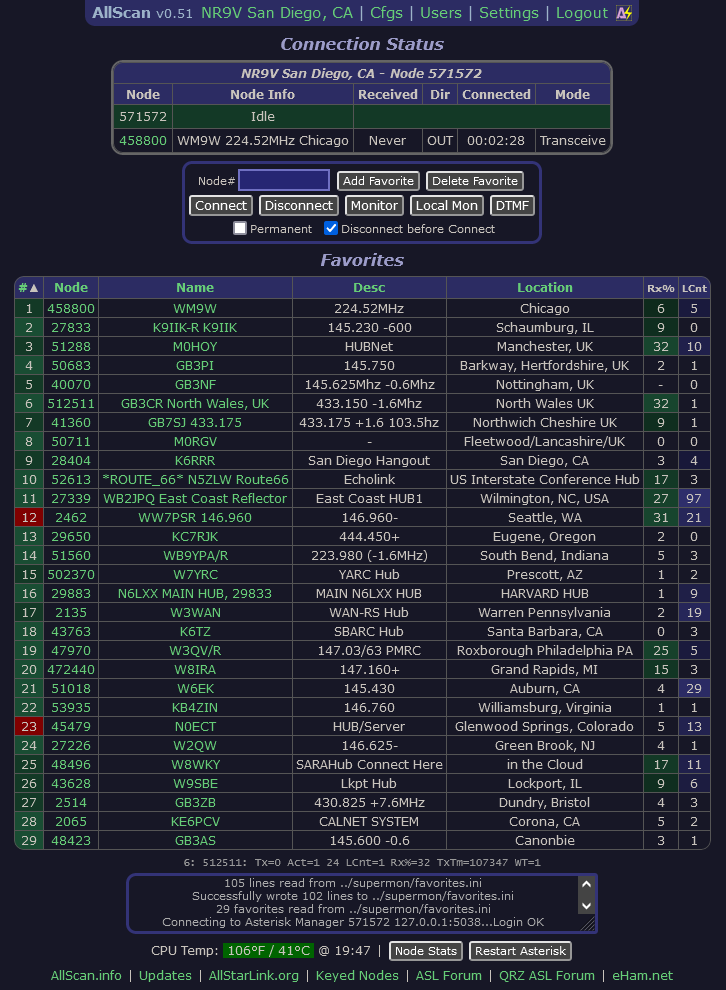 AllScan v0.51 NR9V San Diego, CA | Cfgs | Users | Settings | Logout
Connection Status
NR9V San Diego, CA - Node 571572
Node Node Info Received Dir Connected Mode
571572 Idle
458800 WM9W 224.52MHz Chicago Never OUT 00:02:28 Transceive
Node# Add Favorite Delete Favorite
Connect Disconnect Monitor Local Mon DTMF
Permanent Disconnect before Connect
Favorites
#▲ Node Name Desc Location Rx% LCnt
1 458800 WM9W 224.52MHz Chicago 6 5
2 27833 K9IIK-R K9IIK 145.230 -600 Schaumburg, IL 9 0
3 51288 M0HOY HUBNet Manchester, UK 32 10
4 50683 GB3PI 145.750 Barkway, Hertfordshire, UK 2 1
5 40070 GB3NF 145.625Mhz -0.6Mhz Nottingham, UK - 0
6 512511 GB3CR North Wales, UK 433.150 -1.6Mhz North Wales UK 32 1
7 41360 GB7SJ 433.175 433.175 +1.6 103.5hz Northwich Cheshire UK 9 1
8 50711 M0RGV - Fleetwood/Lancashire/UK 0 0
9 28404 K6RRR San Diego Hangout San Diego, CA 3 4
10 52613 *ROUTE_66* N5ZLW Route66 Echolink US Interstate Conference Hub 17 3
11 27339 WB2JPQ East Coast Reflector East Coast HUB1 Wilmington, NC, USA 27 97
12 2462 WW7PSR 146.960 146.960- Seattle, WA 31 21
13 29650 KC7RJK 444.450+ Eugene, Oregon 2 0
14 51560 WB9YPA/R 223.980 (-1.6MHz) South Bend, Indiana 5 3
15 502370 W7YRC YARC Hub Prescott, AZ 1 2
16 29883 N6LXX MAIN HUB, 29833 MAIN N6LXX HUB HARVARD HUB 1 9
17 2135 W3WAN WAN-RS Hub Warren Pennsylvania 2 19
18 43763 K6TZ SBARC Hub Santa Barbara, CA 0 3
19 47970 W3QV/R 147.03/63 PMRC Roxborough Philadelphia PA 25 5
20 472440 W8IRA 147.160+ Grand Rapids, MI 15 3
21 51018 W6EK 145.430 Auburn, CA 4 29
22 53935 KB4ZIN 146.760 Williamsburg, Virginia 1 1
23 45479 N0ECT HUB/Server Glenwood Springs, Colorado 5 13
24 27226 W2QW 146.625- Green Brook, NJ 4 1
25 48496 W8WKY SARAHub Connect Here in the Cloud 17 11
26 43628 W9SBE Lkpt Hub Lockport, IL 9 6
27 2514 GB3ZB 430.825 +7.6MHz Dundry, Bristol 4 3
28 2065 KE6PCV CALNET SYSTEM Corona, CA 5 2
29 48423 GB3AS 145.600 -0.6 Canonbie 3 1
6: 512511: Tx=0 Act=1 24 LCnt=1 Rx%=32 TxTm=107347 WT=1
105 lines read from ../supermon/favorites.ini
Successfully wrote 102 lines to ../supermon/favorites.ini
29 favorites read from ../supermon/favorites.ini
Connecting to Asterisk Manager 571572 127.0.0.1:5038...Login OK
CPU Temp: 106°F / 41°C @ 19:47 | Node Stats Restart Asterisk
AllScan.info | Updates | AllStarLink.org | Keyed Nodes | ASL Forum | QRZ ASL Forum | eHam.net